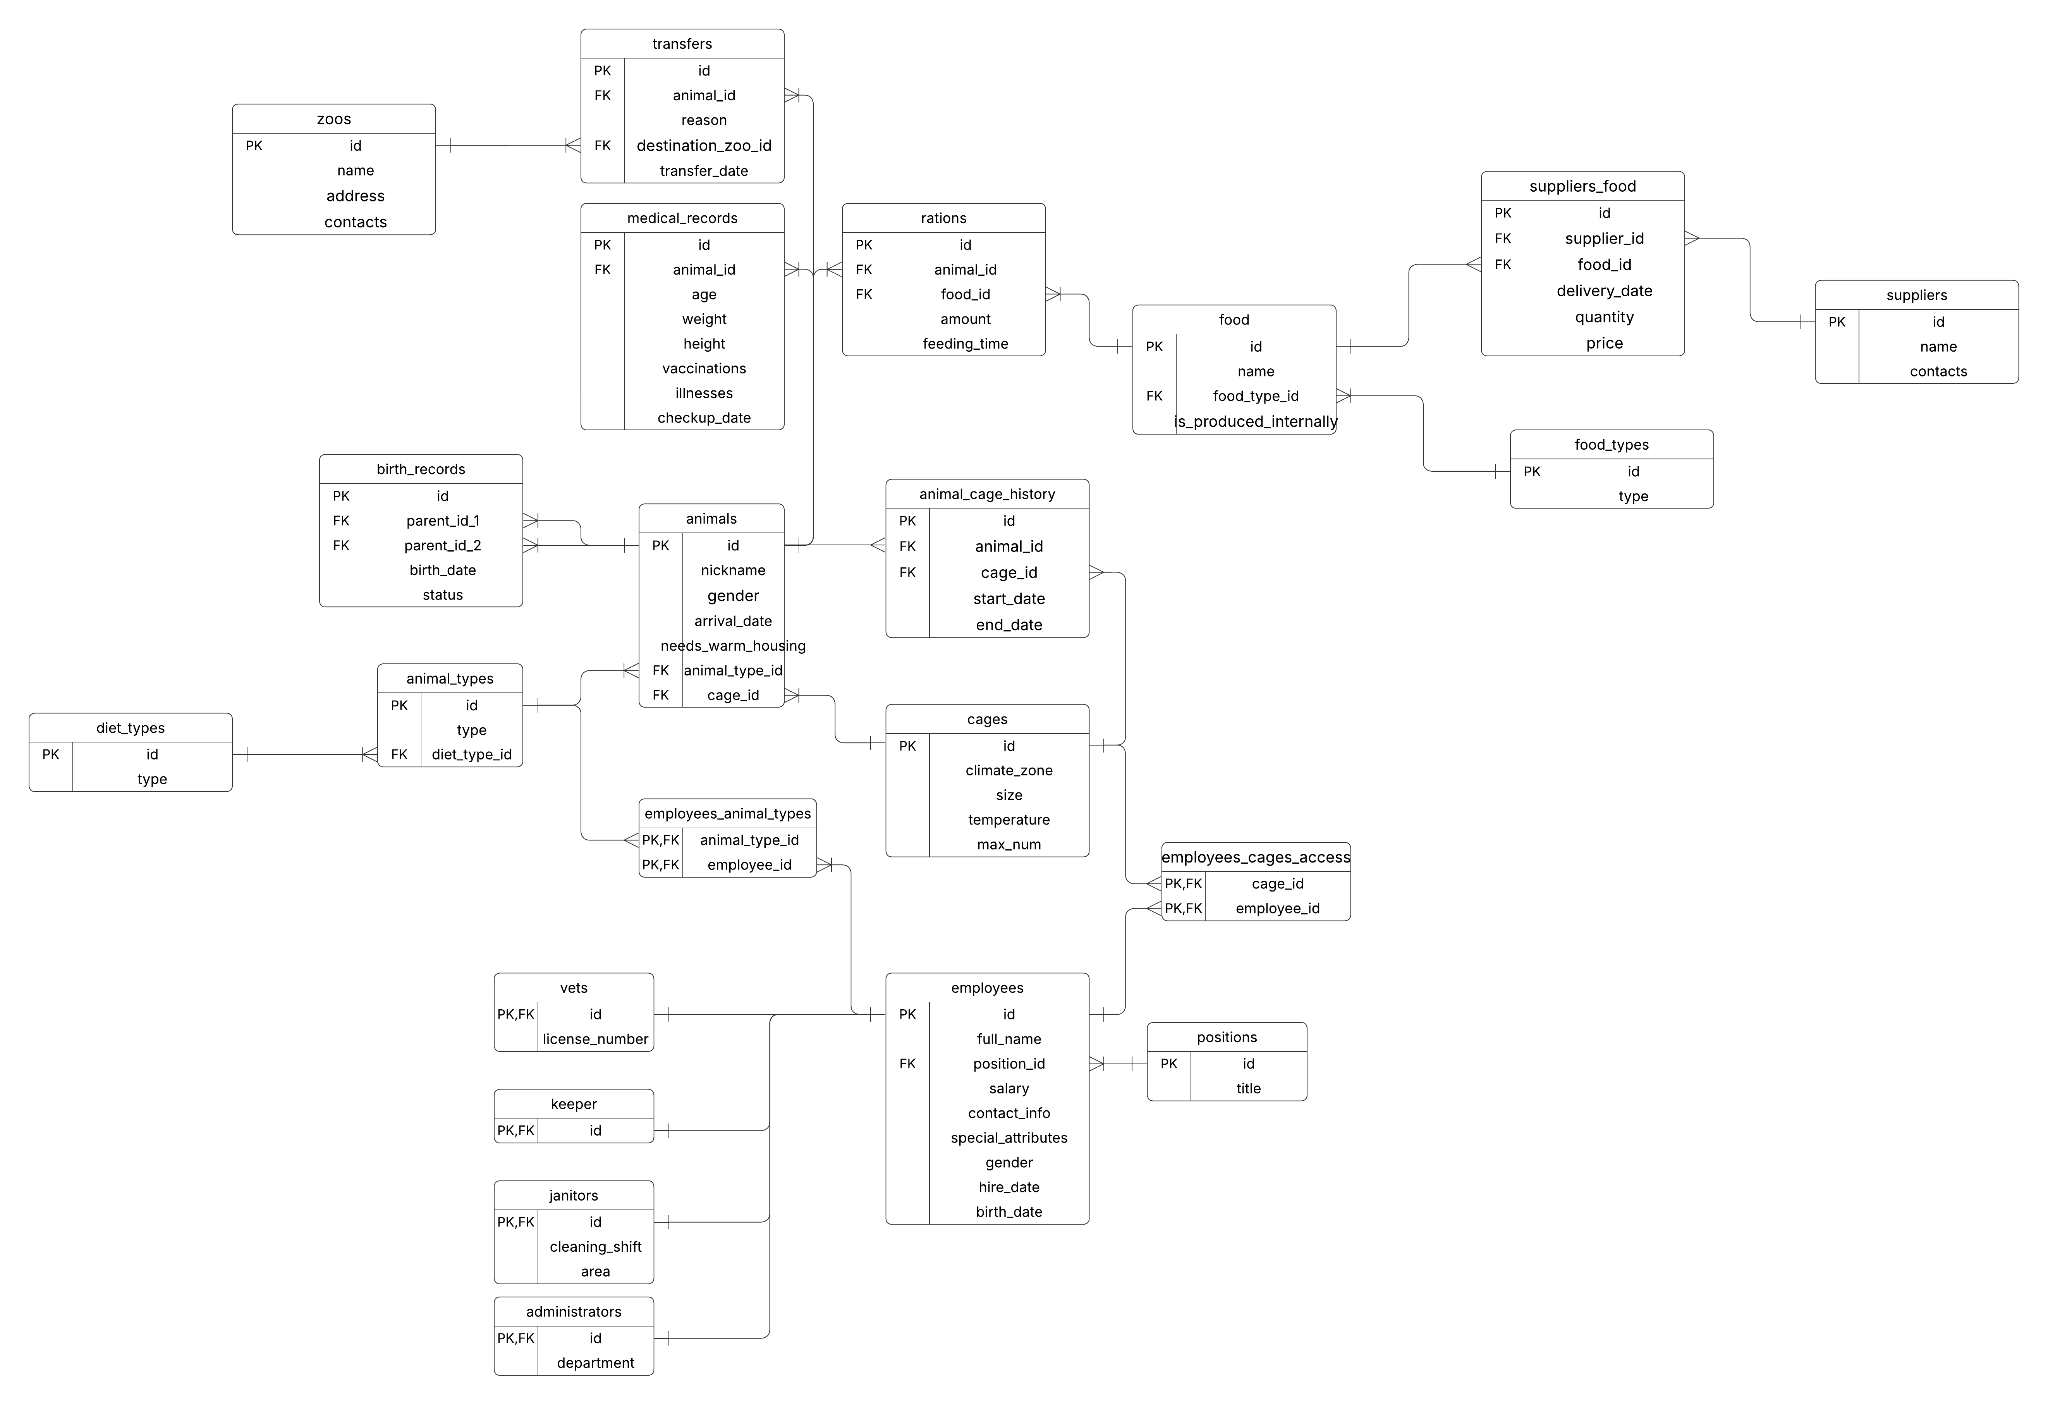 transfers
PK id
FK animal_id
reason
FK destination_zoo_id
transfer_date
zoos
PK id
name
address
contacts
medical_records
PK id
FK animal_id
age
weight
height
vaccinations
illnesses
checkup_date
rations
PK id
FK animal_id
FK food_id
amount
feeding_time
suppliers_food
PK id
FK supplier_id
FK food_id
delivery_date
quantity
price
suppliers
PK id
name
contacts
food
PK id
name
FK food_type_id
is_produced_internally
food_types
PK id
type
birth_records
PK id
FK parent_id_1
FK parent_id_2
birth_date
status
animals
PK id
nickname
gender
arrival_date
needs_warm_housing
FK animal_type_id
FK cage_id
animal_cage_history
PK id
FK animal_id
FK cage_id
start_date
end_date
animal_types
PK id
type
FK diet_type_id
diet_types
PK id
type
cages
PK id
climate_zone
size
temperature
max_num
employees_animal_types
PK,FK animal_type_id
PK,FK employee_id
employees_cages_access
PK,FK cage_id
PK,FK employee_id
vets
PK,FK id
license_number
employees
PK id
full_name
FK position_id
salary
contact_info
special_attributes
gender
hire_date
birth_date
positions
PK id
title
keeper
PK,FK id
janitors
PK,FK id
cleaning_shift
area
administrators
PK,FK id
department